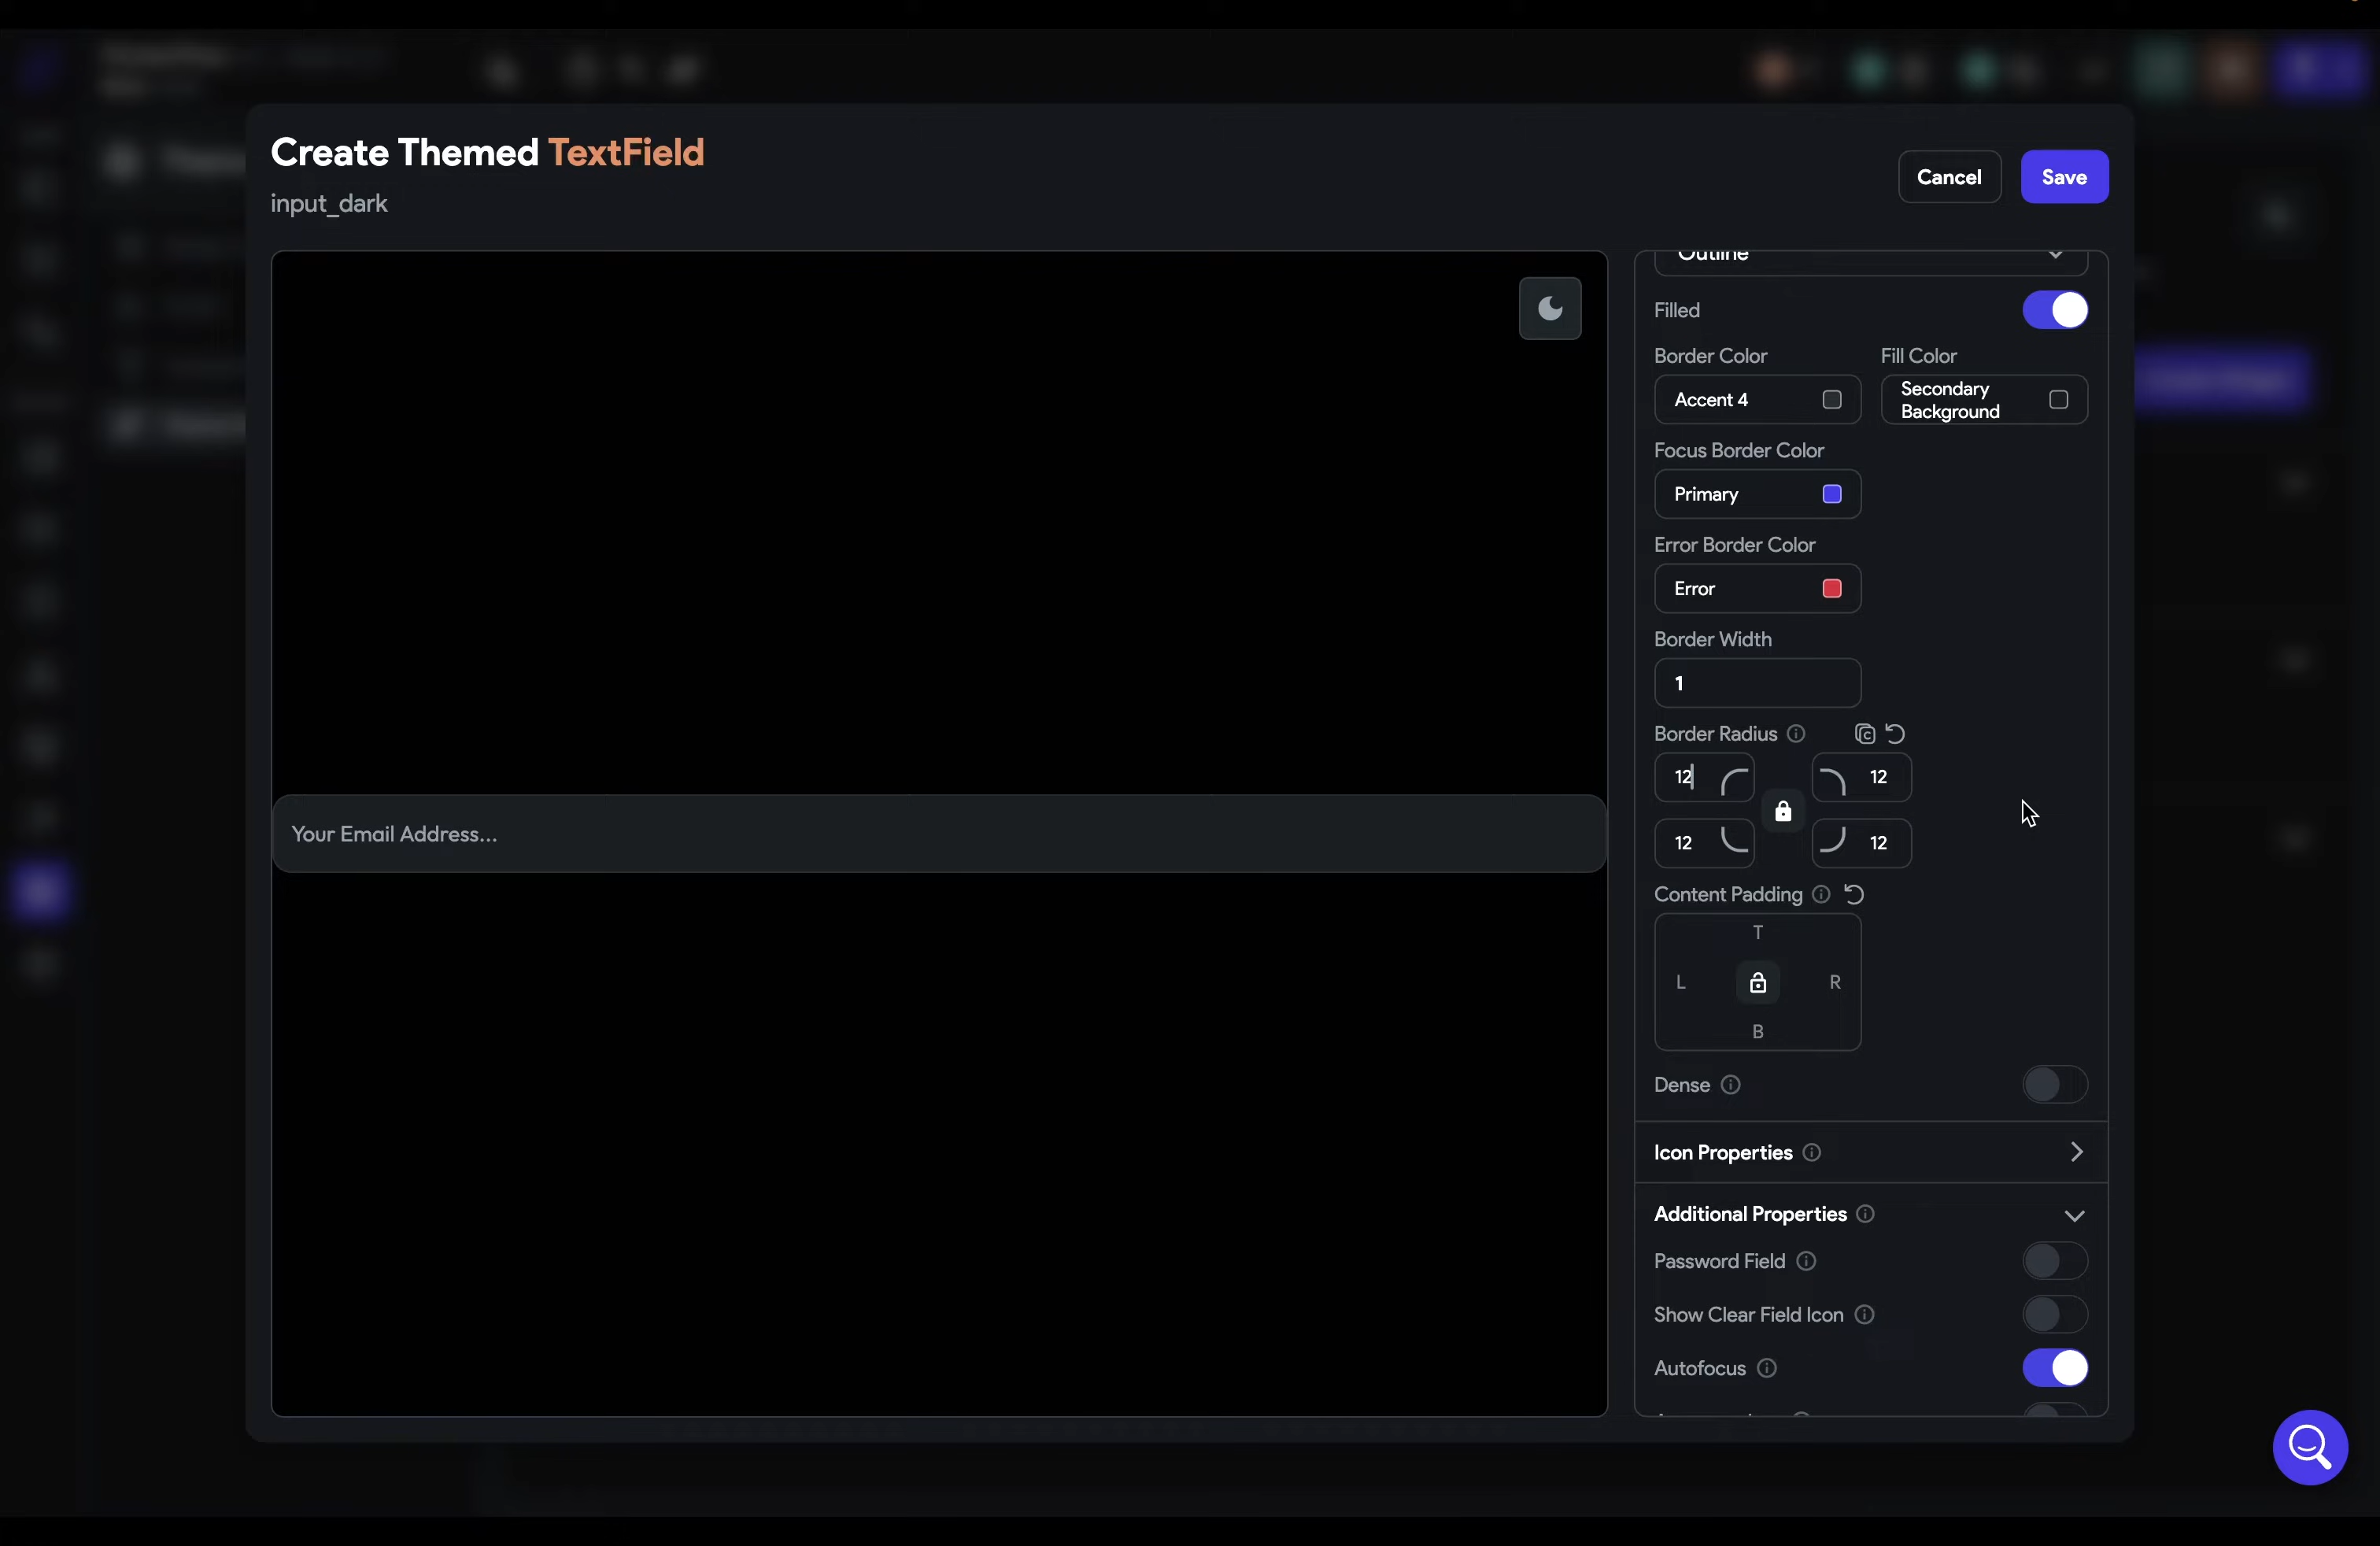 Create Themed TextField
input_dark
Cancel
Save
Outline
Filled
Border Color
Fill Color
Accent 4
Secondary
Background
Focus Border Color
Primary
Error Border Color
Error
Border Width
1
Border Radius
12
12
12
12
Your Email Address...
Content Padding
T
L
R
B
Dense
Icon Properties
Additional Properties
Password Field
Show Clear Field Icon
Autofocus